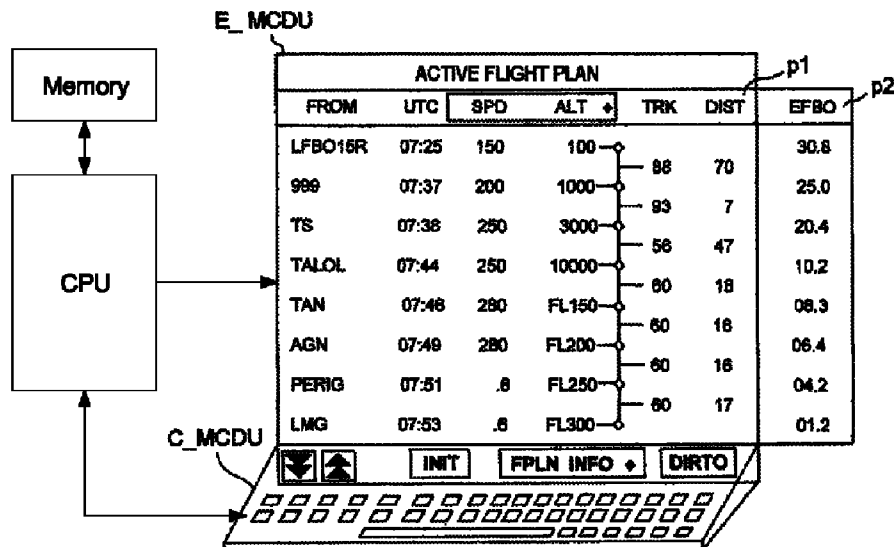 E_MCDU
Memory
CPU
ACTIVE FLIGHT PLAN
p1
p2
FROM UTC SPD ALT TRK DIST EFBO
LFBO15R 07:25 150 100 30.8
88 70
999 07:37 200 1000 25.0
93 7
TS 07:38 250 3000 20.4
56 47
TALOL 07:44 250 10000 10.2
60 18
TAN 07:46 280 FL150 08.3
60 16
AGN 07:49 280 FL200 06.4
60 16
PERIG 07:51 .6 FL250 04.2
60 17
LMG 07:53 .6 FL300 01.2
C_MCDU
INIT FPLN INFO DIRTO